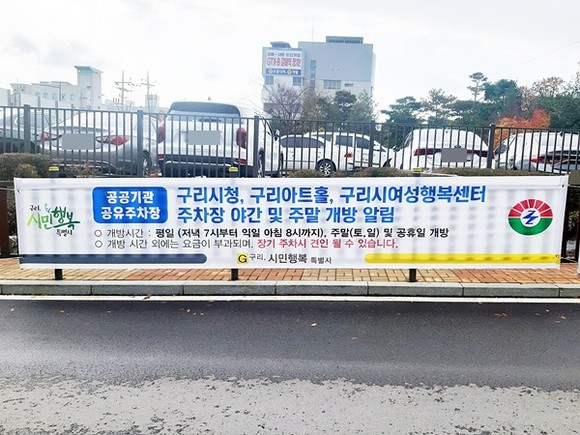 GTX-B 갈매역 정차!
구리,
시민행복
특별시
공공기관
공유주차장
구리시청, 구리아트홀, 구리시여성행복센터
주차장 야간 및 주말 개방 알림
○ 개방시간 : 평일 (저녁 7시부터 익일 아침 8시까지), 주말(토,일) 및 공휴일 개방
○ 개방 시간 외에는 요금이 부과되며, 장기 주차시 견인 될 수 있습니다.
G 구리, 시민행복 특별시